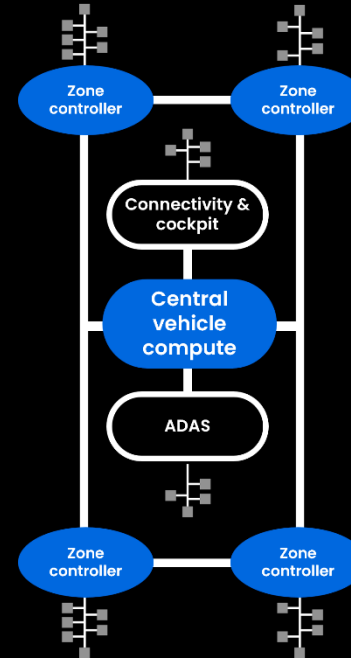 Zone
controller
Zone
controller
Connectivity &
cockpit
Central
vehicle
compute
ADAS
Zone
controller
Zone
controller